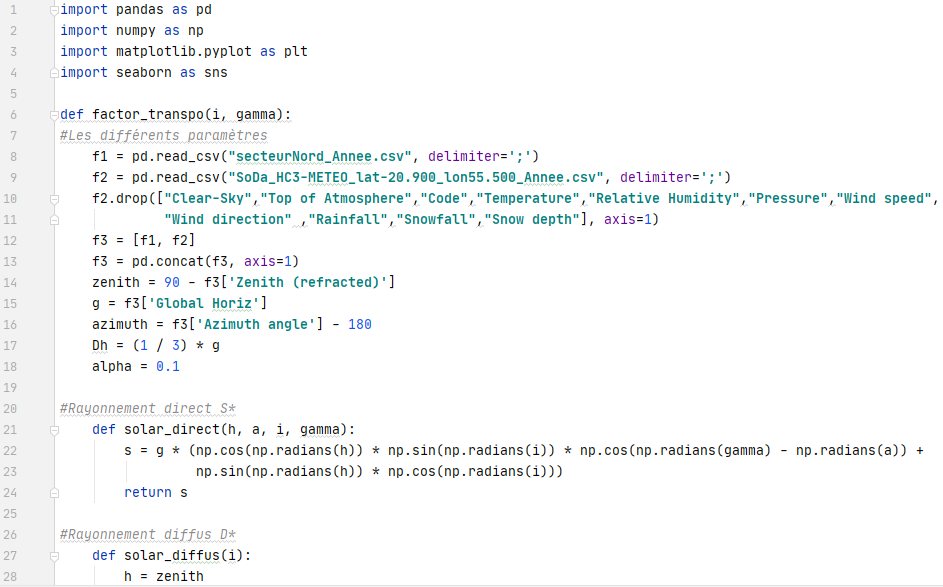 1 import pandas as pd
2 import numpy as np
3 import matplotlib.pyplot as plt
4 import seaborn as sns
5
6 def factor_transpo(i, gamma):
7 #Les différents paramètres
8     f1 = pd.read_csv("secteurNord_Annee.csv", delimiter=';')
9     f2 = pd.read_csv("SoDa_HC3-METEO_lat-20.900_lon55.500_Annee.csv", delimiter=';')
10     f2.drop(["Clear-Sky","Top of Atmosphere","Code","Temperature","Relative Humidity","Pressure","Wind speed",
11              "Wind direction" ,"Rainfall","Snowfall","Snow depth"], axis=1)
12     f3 = [f1, f2]
13     f3 = pd.concat(f3, axis=1)
14     zenith = 90 - f3['Zenith (refracted)']
15     g = f3['Global Horiz']
16     azimuth = f3['Azimuth angle'] - 180
17     Dh = (1 / 3) * g
18     alpha = 0.1
19
20 #Rayonnement direct S*
21     def solar_direct(h, a, i, gamma):
22         s = g * (np.cos(np.radians(h)) * np.sin(np.radians(i)) * np.cos(np.radians(gamma) - np.radians(a)) +
23                  np.sin(np.radians(h)) * np.cos(np.radians(i)))
24         return s
25
26 #Rayonnement diffus D*
27     def solar_diffus(i):
28         h = zenith